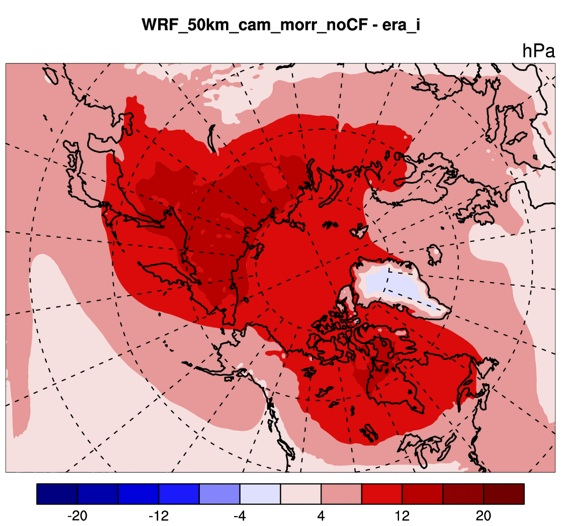 WRF_50km_cam_morr_noCF - era_i
hPa
-20 -12 -4 4 12 20